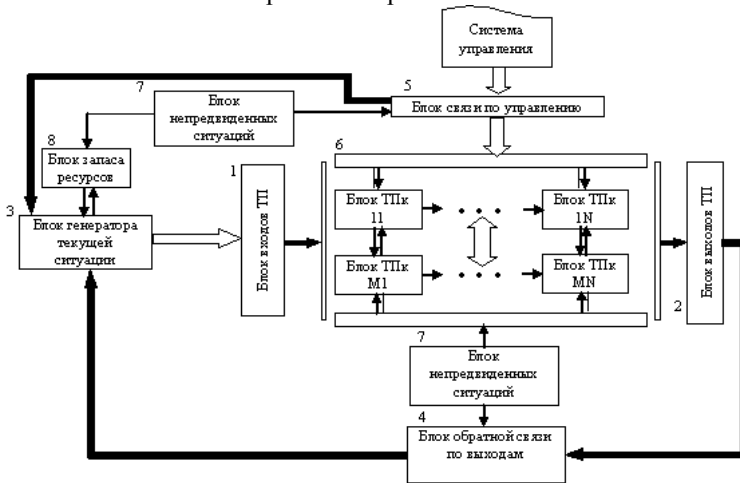 Система
управления
5
Блок связи по управлению
7
Блок
непредвиденных
ситуаций
8
Блок запаса
ресурсов
3
Блок генератора
текущей
ситуации
1
Блок входов ТП
6
Блок ТПк
11
• • •
Блок ТПк
1N
Блок ТПк
M1
• • •
Блок ТПк
MN
2
Блок выходов ТП
7
Блок
непредвиденных
ситуаций
4
Блок обратной связи
по выходам